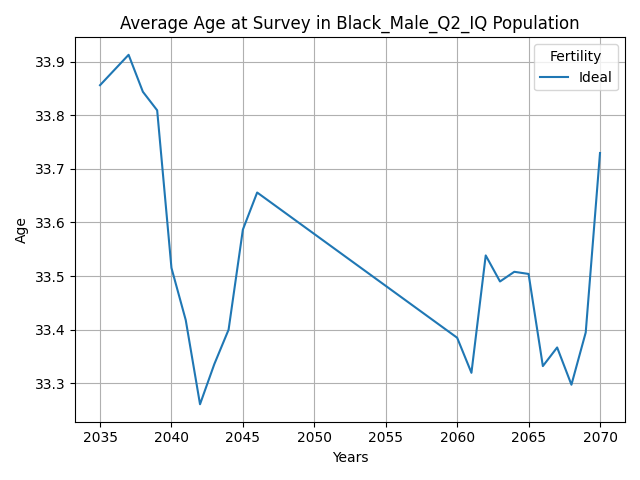 Average Age at Survey in Black_Male_Q2_IQ Population
Fertility
Ideal
33.9
33.8
33.7
33.6
33.5
33.4
33.3
Age
2035 2040 2045 2050 2055 2060 2065 2070
Years